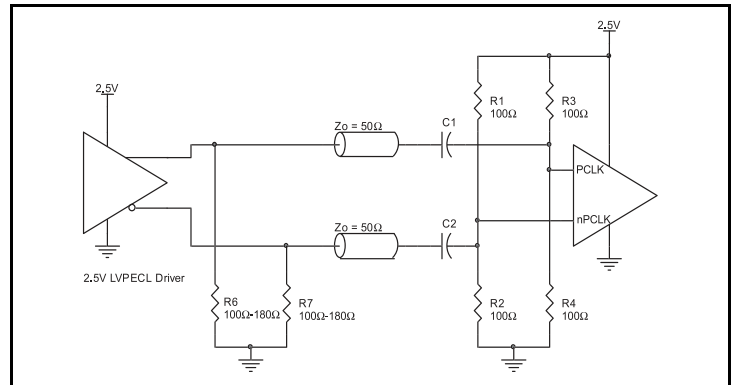 2.5V
2.5V
R1
100Ω
R3
100Ω
Zo = 50Ω
C1
PCLK
nPCLK
Zo = 50Ω
C2
2.5V LVPECL Driver
R6
100Ω-180Ω
R7
100Ω-180Ω
R2
100Ω
R4
100Ω